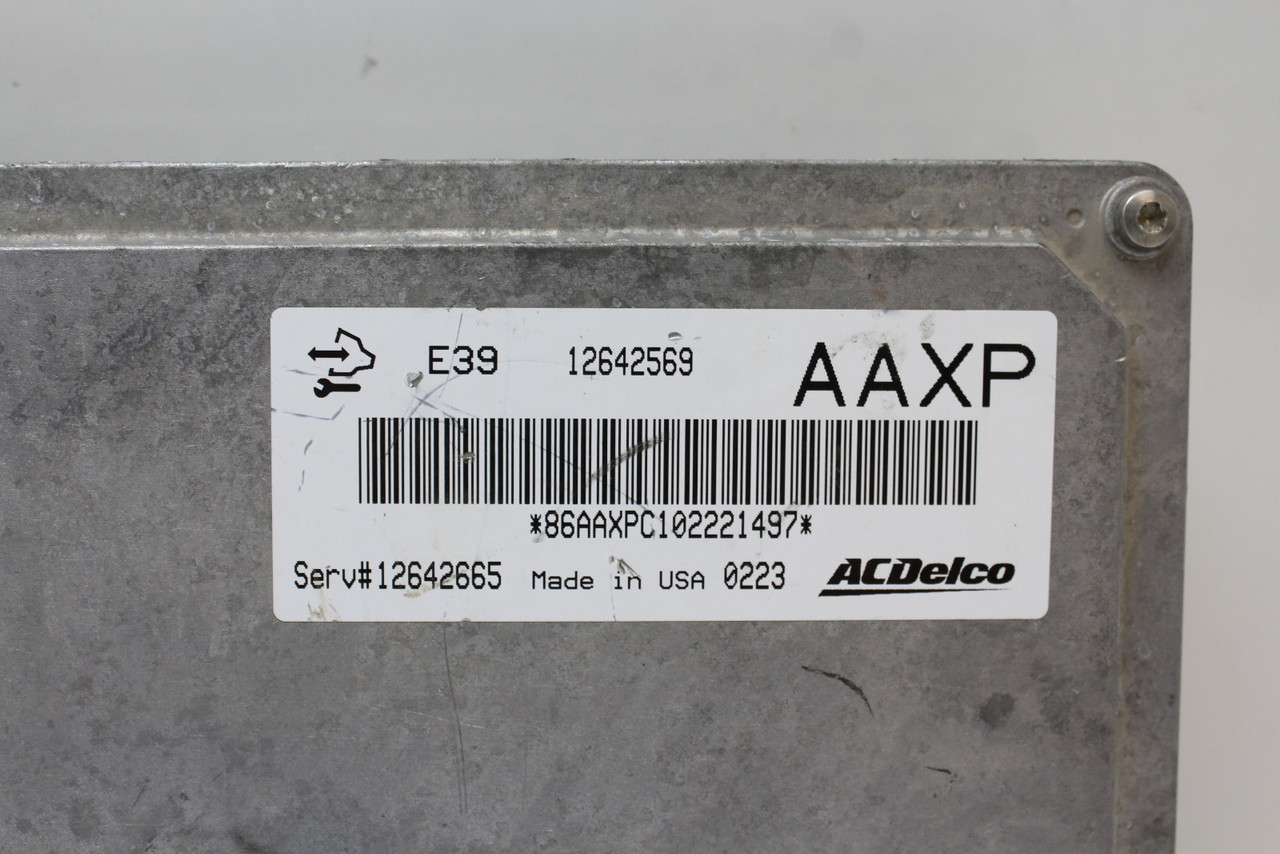 E39 12642569 AAXP
*86AAXPC102221497*
Serv#12642665 Made in USA 0223 ACDelco